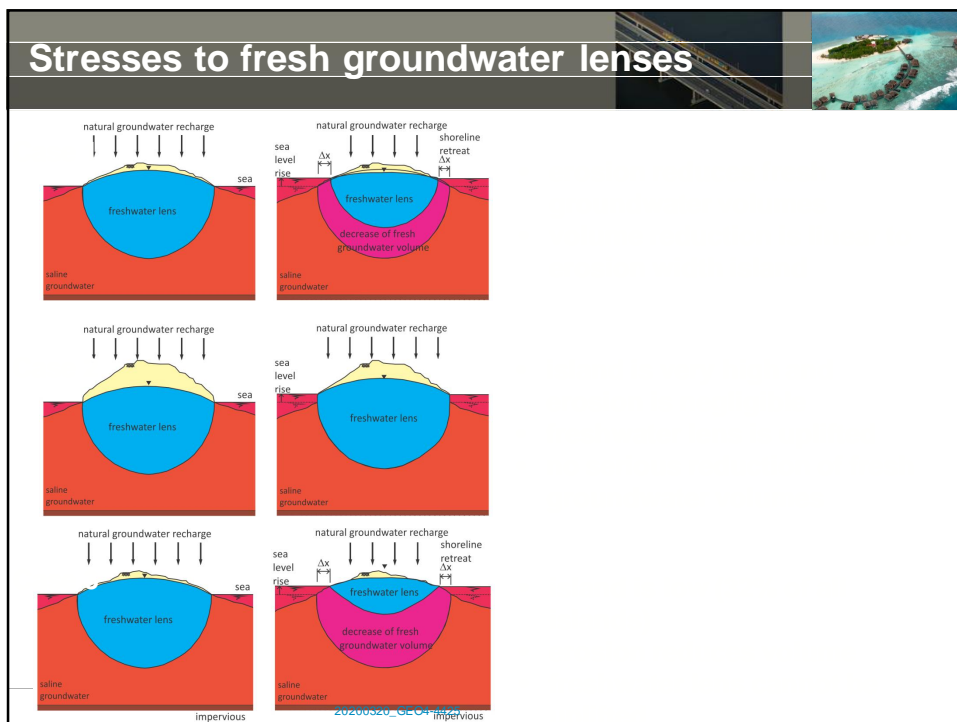 Stresses to fresh groundwater lenses
natural groundwater recharge
sea
freshwater lens
saline
groundwater
natural groundwater recharge
sea
level
rise
Δx
shoreline
retreat
Δx
freshwater lens
decrease of fresh
groundwater volume
saline
groundwater
natural groundwater recharge
sea
freshwater lens
saline
groundwater
natural groundwater recharge
sea
level
rise
freshwater lens
saline
groundwater
natural groundwater recharge
sea
freshwater lens
saline
groundwater
impervious
natural groundwater recharge
sea
level
rise
Δx
shoreline
retreat
Δx
freshwater lens
decrease of fresh
groundwater volume
saline
groundwater
impervious
20200320_GEO4-4425